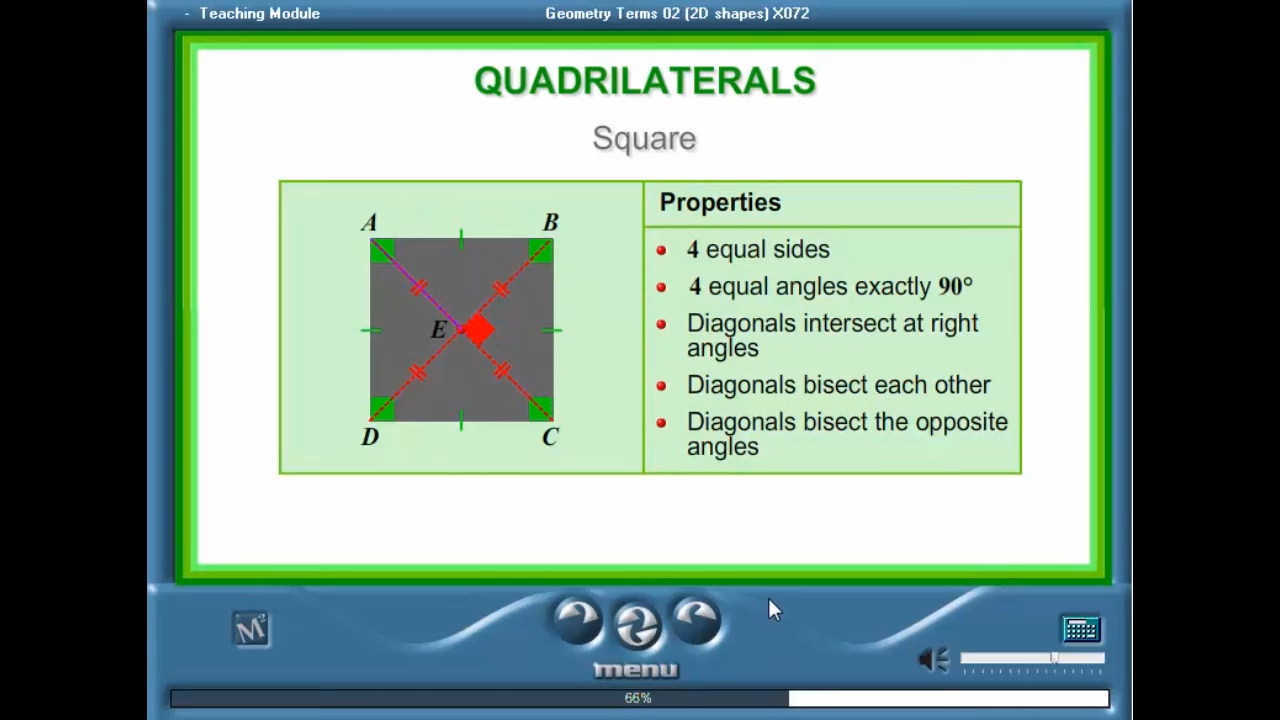 - Teaching Module
Geometry Terms 02 (2D shapes) X072
QUADRILATERALS
Square
A
B
E
D
C
Properties
4 equal sides
4 equal angles exactly 90°
Diagonals intersect at right
angles
Diagonals bisect each other
Diagonals bisect the opposite
angles
M²
menu
66%